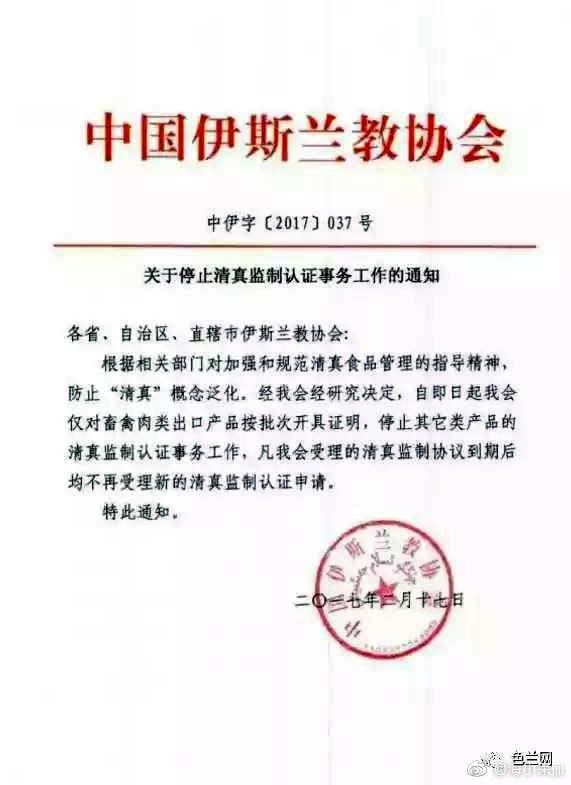 中国伊斯兰教协会
中伊字〔2017〕037 号
关于停止清真监制认证事务工作的通知
各省、自治区、直辖市伊斯兰教协会:
根据相关部门对加强和规范清真食品管理的指导精神，
防止“清真”概念泛化。经我会经研究决定，自即日起我会
仅对畜禽肉类出口产品按批次开具证明，停止其它类产品的
清真监制认证事务工作，凡我会受理的清真监制协议到期后
均不再受理新的清真监制认证申请。
特此通知。
中国伊斯兰教协会
二〇一七年二月十七日
色兰网